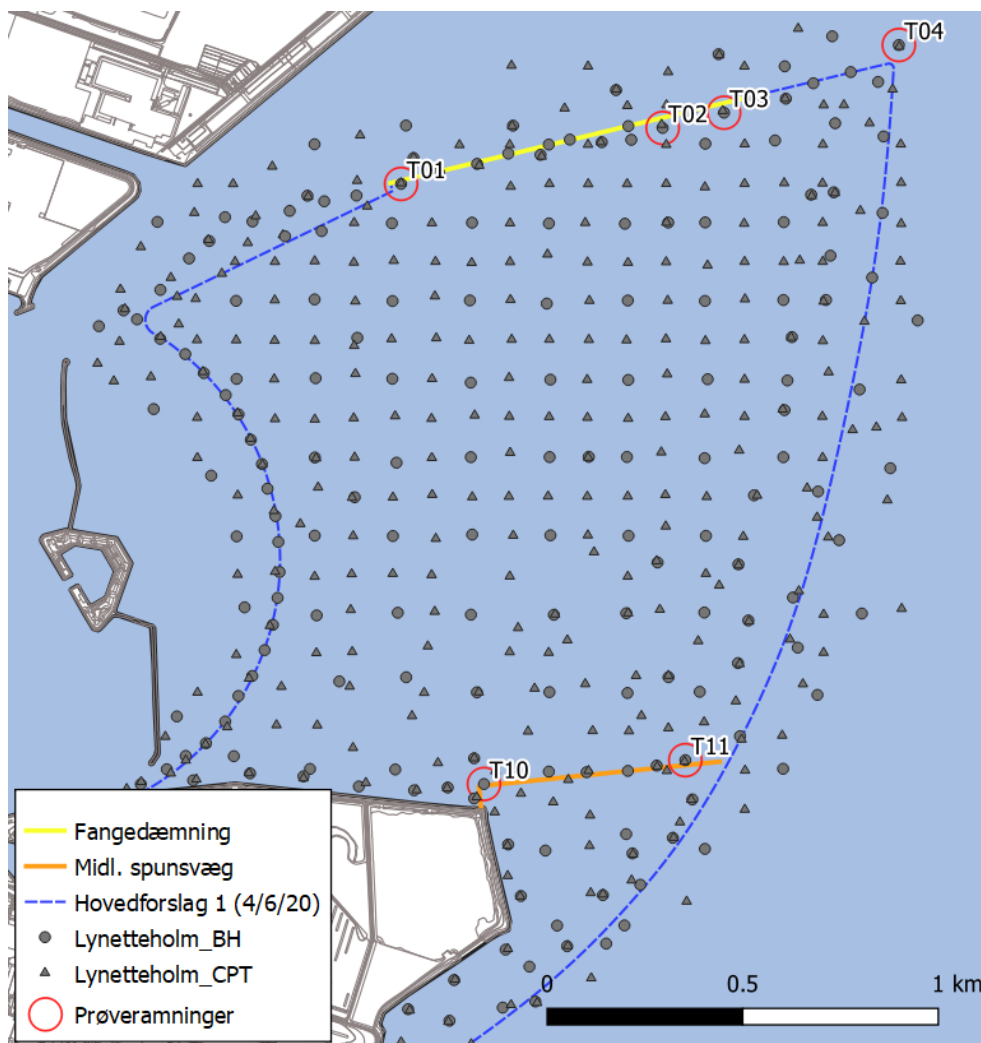 T04
T03
T02
T01
T11
T10
Fangedæmning
Midl. spunsvæg
Hovedforslag 1 (4/6/20)
Lynetteholm_BH
Lynetteholm_CPT
Prøveramninger
0 0.5 1 km